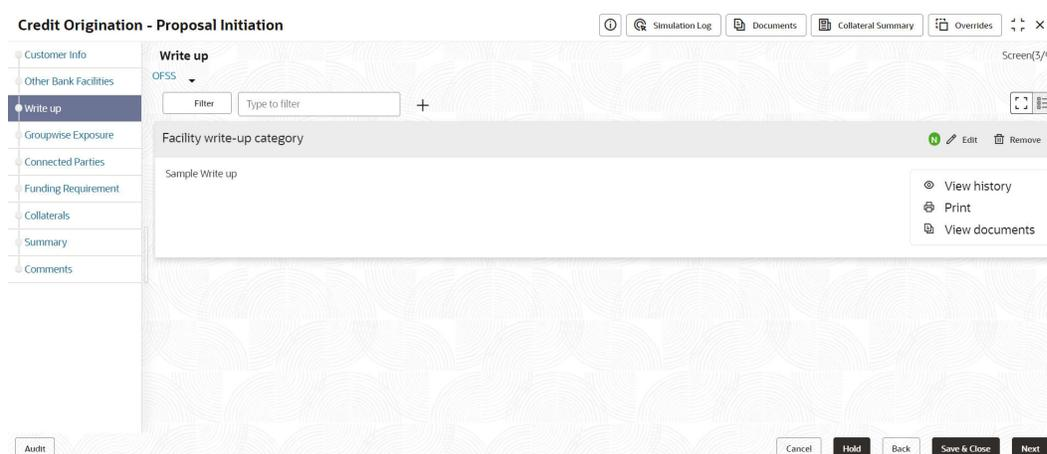 Credit Origination - Proposal Initiation
Simulation Log
Documents
Collateral Summary
Overrides
Customer Info
Other Bank Facilities
Write up
Groupwise Exposure
Connected Parties
Funding Requirement
Collaterals
Summary
Comments
Write up
Screen(3/
OFSS
Filter
Type to filter
Facility write-up category
N
Edit
Remove
Sample Write up
View history
Print
View documents
Audit
Cancel
Hold
Back
Save & Close
Next